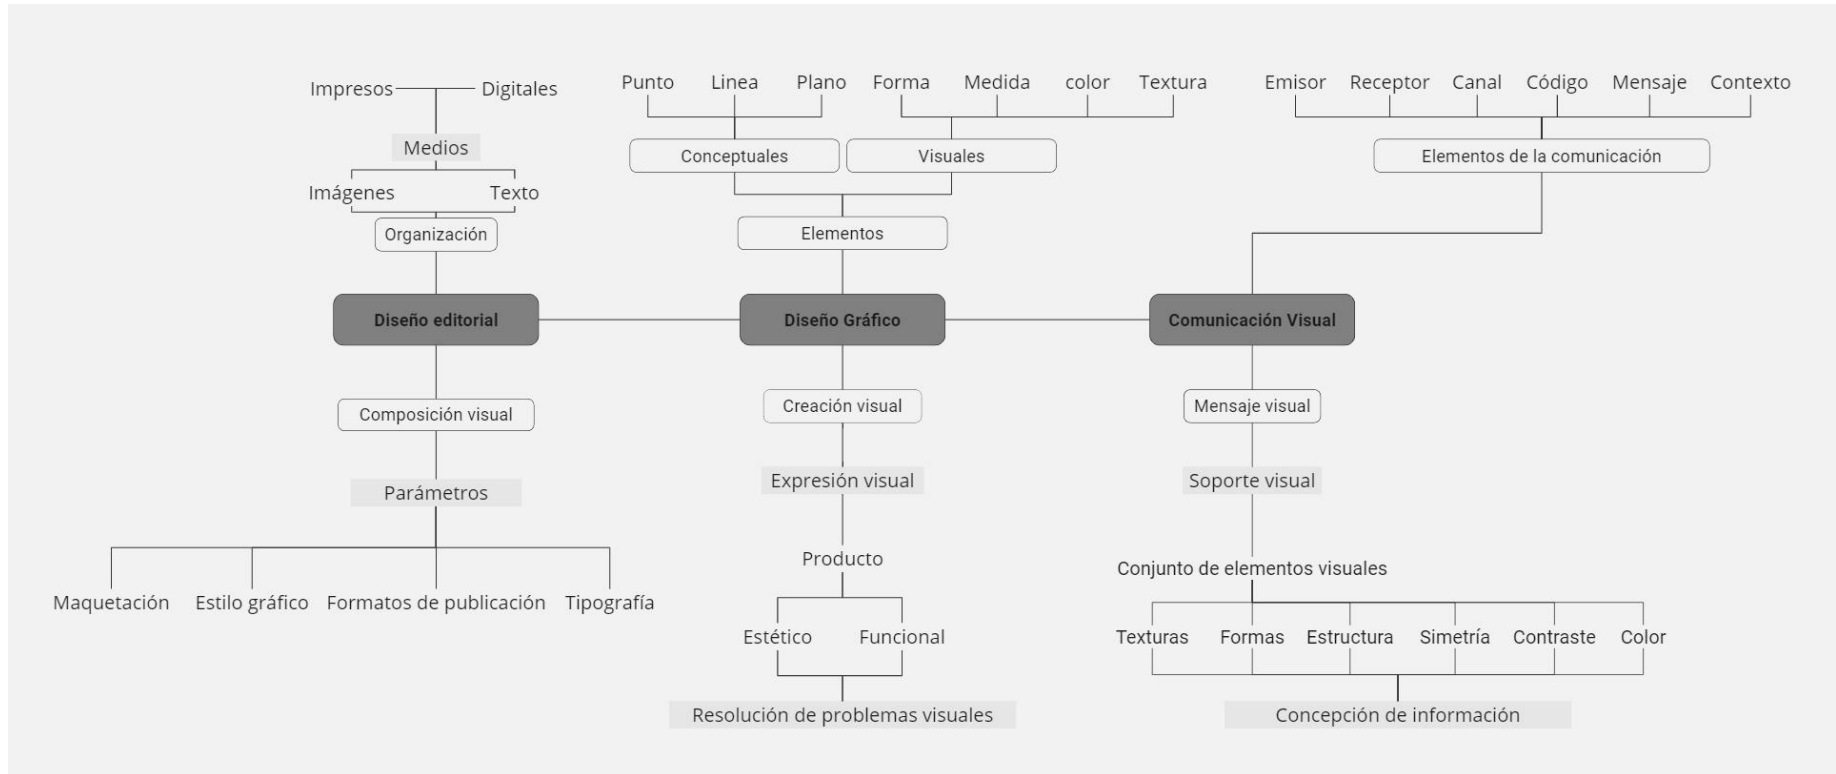 Impresos Digitales
Punto Linea Plano Forma Medida color Textura
Emisor Receptor Canal Código Mensaje Contexto
Medios
Conceptuales Visuales
Elementos de la comunicación
Imágenes Texto
Organización
Elementos
Diseño editorial
Diseño Gráfico
Comunicación Visual
Composición visual
Creación visual
Mensaje visual
Parámetros
Expresión visual
Soporte visual
Producto
Conjunto de elementos visuales
Maquetación Estilo gráfico Formatos de publicación Tipografía
Estético Funcional
Texturas Formas Estructura Simetría Contraste Color
Resolución de problemas visuales
Concepción de información